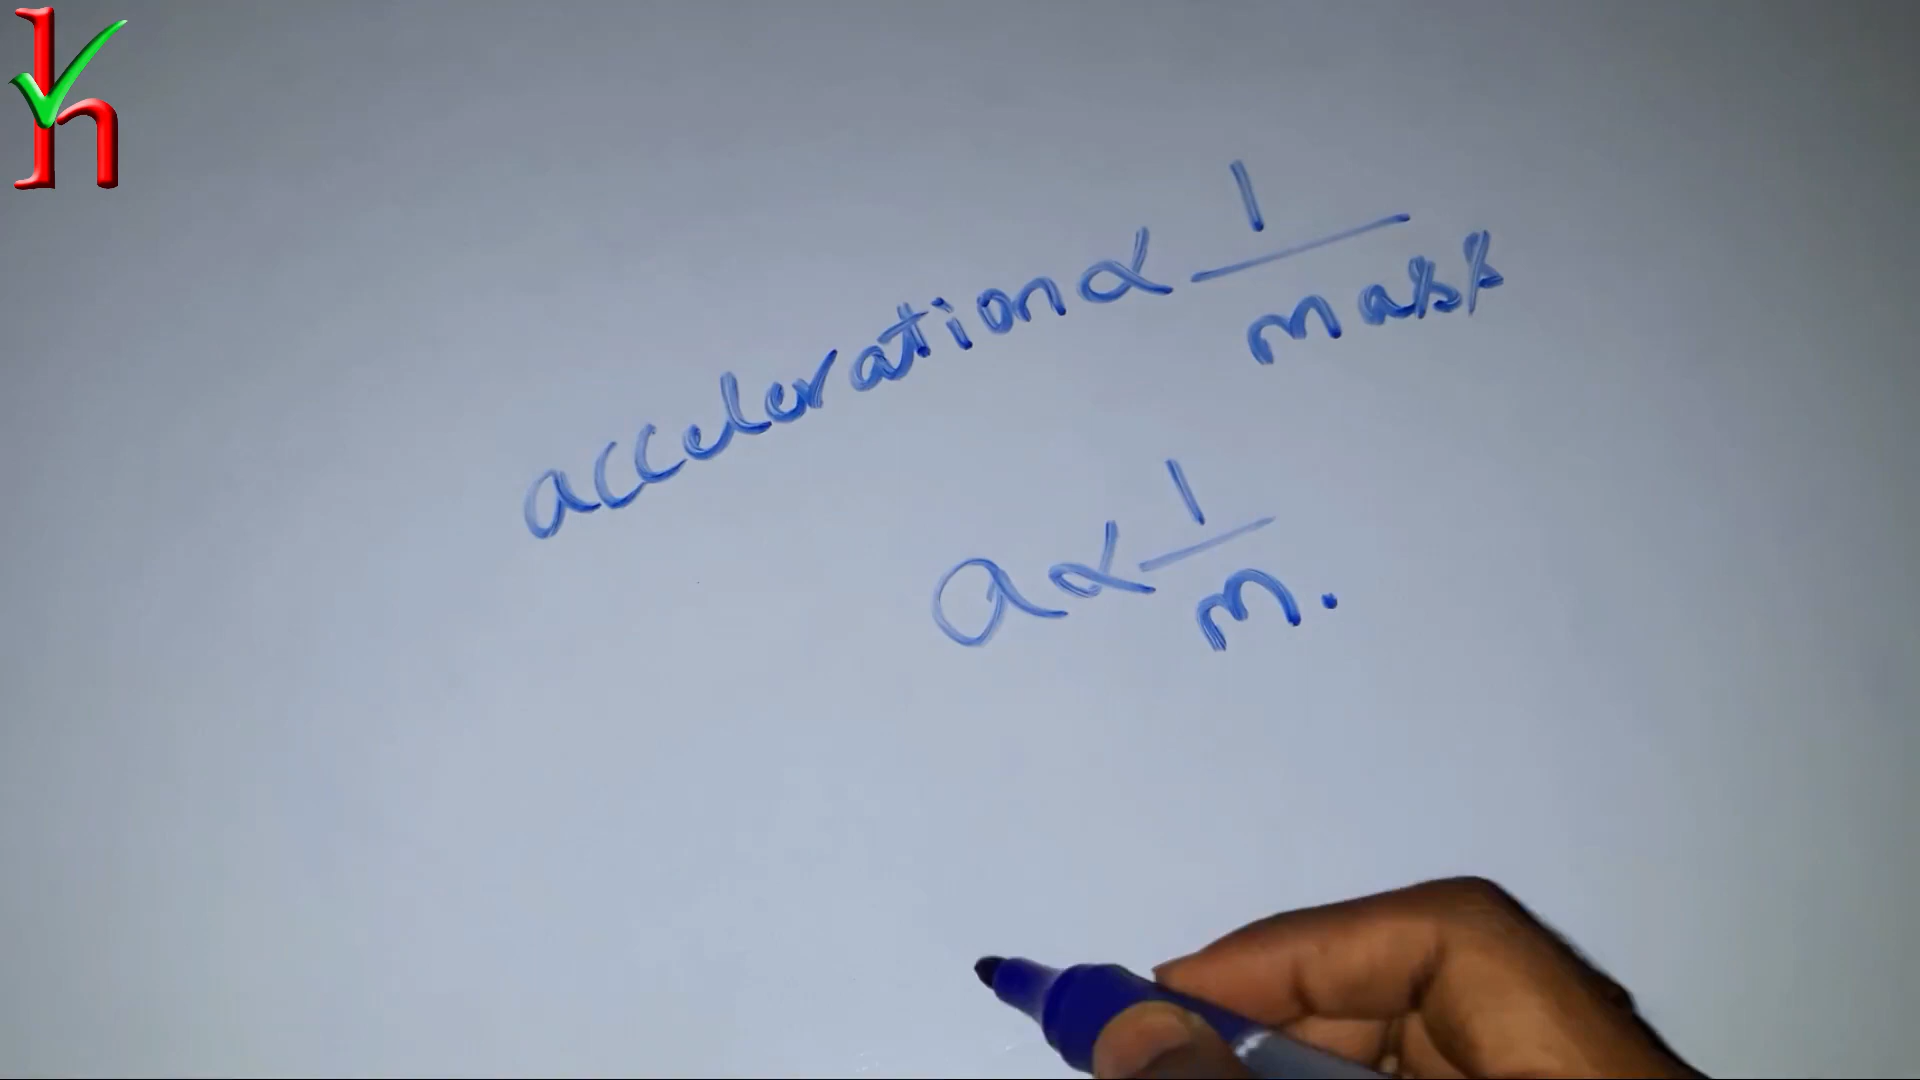 acceleration ∝ 1/mass
a ∝ 1/m.